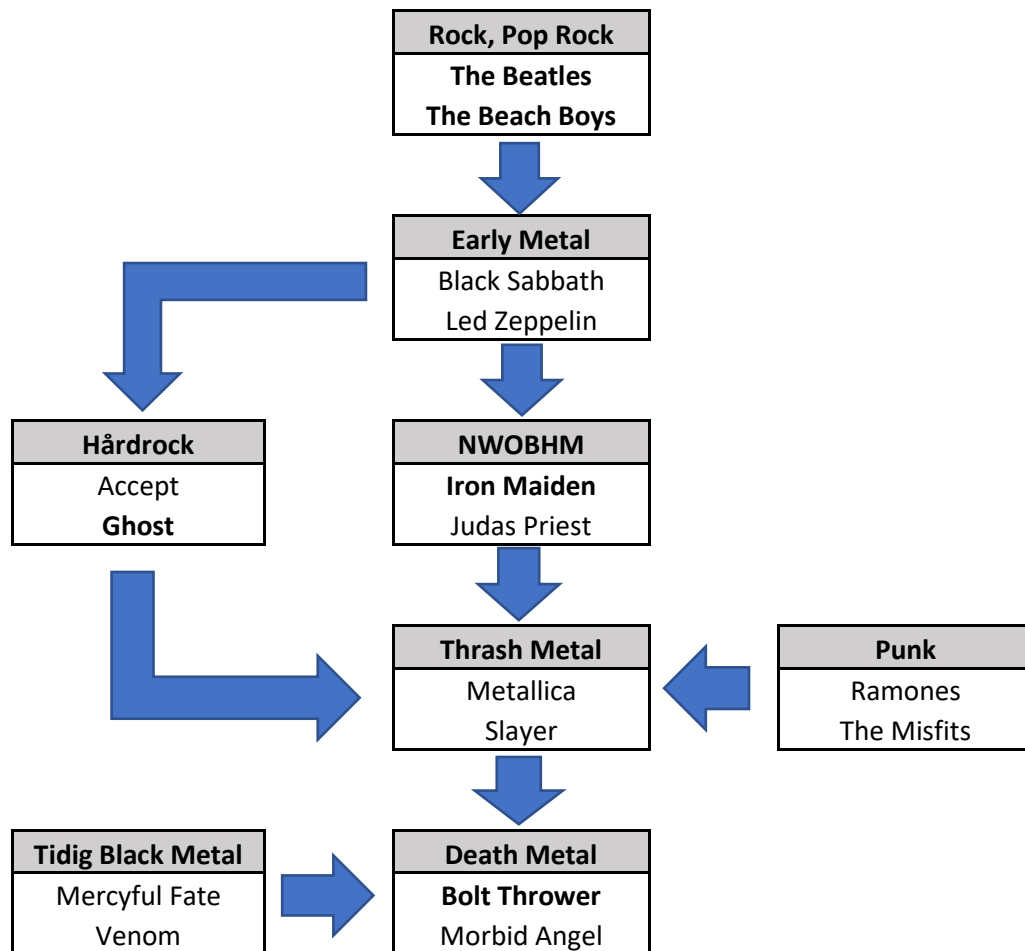 Rock, Pop Rock
The Beatles
The Beach Boys
Early Metal
Black Sabbath
Led Zeppelin
Hårdrock
Accept
Ghost
NWOBHM
Iron Maiden
Judas Priest
Thrash Metal
Metallica
Slayer
Punk
Ramones
The Misfits
Tidig Black Metal
Mercyful Fate
Venom
Death Metal
Bolt Thrower
Morbid Angel